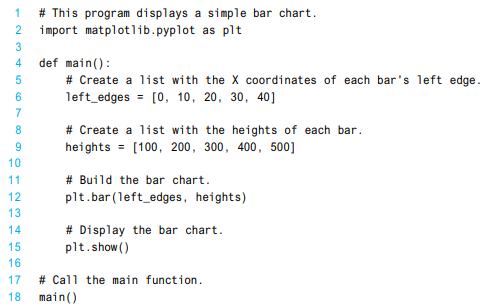 1 # This program displays a simple bar chart.
2 import matplotlib.pyplot as plt
3
4 def main():
5     # Create a list with the X coordinates of each bar's left edge.
6     left_edges = [0, 10, 20, 30, 40]
7
8     # Create a list with the heights of each bar.
9     heights = [100, 200, 300, 400, 500]
10
11     # Build the bar chart.
12     plt.bar(left_edges, heights)
13
14     # Display the bar chart.
15     plt.show()
16
17 # Call the main function.
18 main()